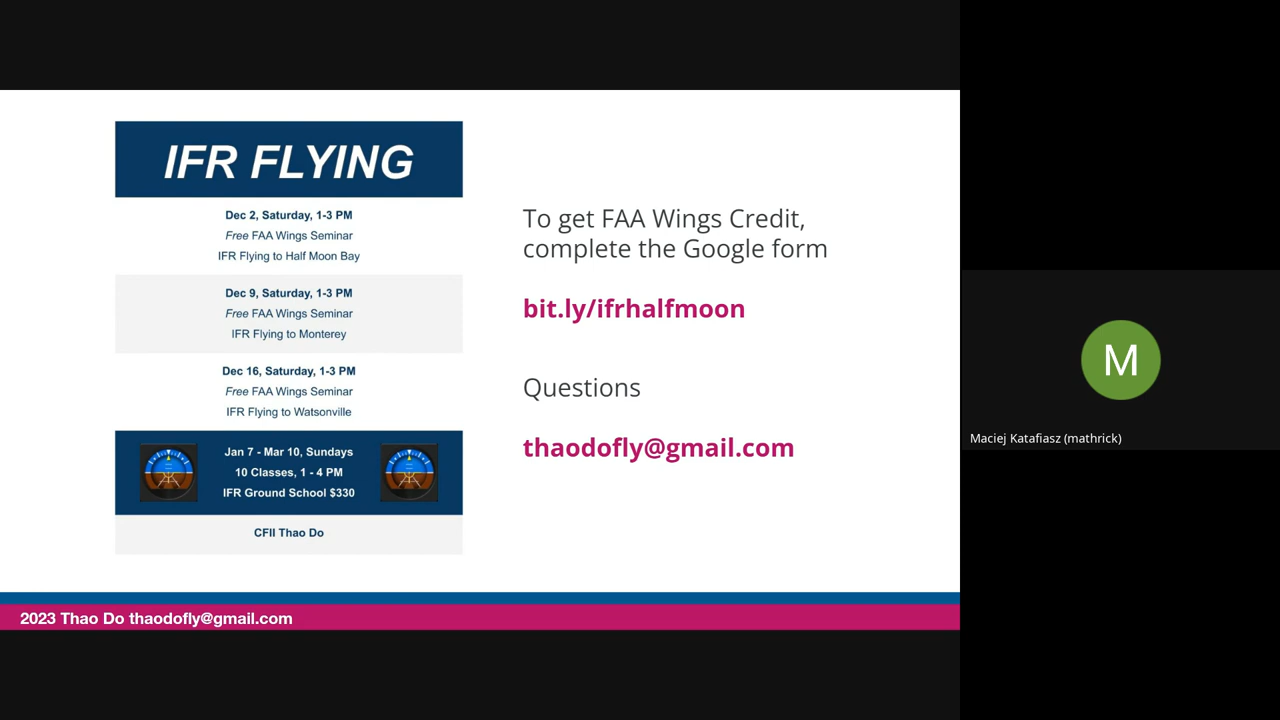 IFR FLYING
Dec 2, Saturday, 1-3 PM
Free FAA Wings Seminar
IFR Flying to Half Moon Bay
Dec 9, Saturday, 1-3 PM
Free FAA Wings Seminar
IFR Flying to Monterey
Dec 16, Saturday, 1-3 PM
Free FAA Wings Seminar
IFR Flying to Watsonville
Jan 7 - Mar 10, Sundays
10 Classes, 1 - 4 PM
IFR Ground School $330
CFII Thao Do
To get FAA Wings Credit,
complete the Google form
bit.ly/ifrhalfmoon
Questions
thaodofly@gmail.com
2023 Thao Do thaodofly@gmail.com
M
Maciej Katafiasz (mathrick)